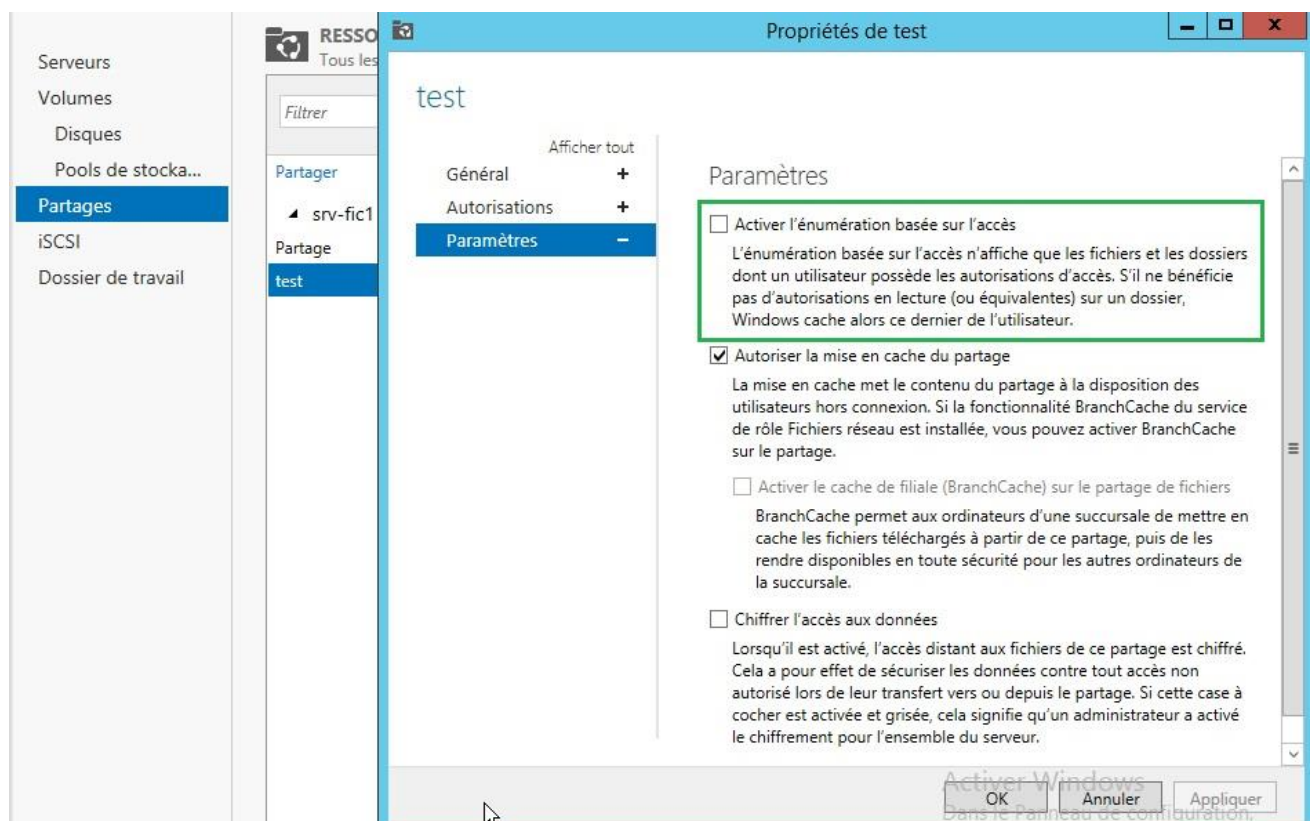 Serveurs
Volumes
Disques
Pools de stocka...
Partages
iSCSI
Dossier de travail
RESSO
Tous les
Filtrer
Partager
srv-fic1
Partage
test
Propriétés de test
test
Afficher tout
Général
Autorisations
Paramètres
Paramètres
Activer l'énumération basée sur l'accès
L'énumération basée sur l'accès n'affiche que les fichiers et les dossiers
dont un utilisateur possède les autorisations d'accès. S'il ne bénéficie
pas d'autorisations en lecture (ou équivalentes) sur un dossier,
Windows cache alors ce dernier de l'utilisateur.
Autoriser la mise en cache du partage
La mise en cache met le contenu du partage à la disposition des
utilisateurs hors connexion. Si la fonctionnalité BranchCache du service
de rôle Fichiers réseau est installée, vous pouvez activer BranchCache
sur le partage.
Activer le cache de filiale (BranchCache) sur le partage de fichiers
BranchCache permet aux ordinateurs d'une succursale de mettre en
cache les fichiers téléchargés à partir de ce partage, puis de les
rendre disponibles en toute sécurité pour les autres ordinateurs de
la succursale.
Chiffrer l'accès aux données
Lorsqu'il est activé, l'accès distant aux fichiers de ce partage est chiffré.
Cela a pour effet de sécuriser les données contre tout accès non
autorisé lors de leur transfert vers ou depuis le partage. Si cette case à
cocher est activée et grisée, cela signifie qu'un administrateur a activé
le chiffrement pour l'ensemble du serveur.
Activer Windows
Dans le Panneau de configuration,
OK
Annuler
Appliquer